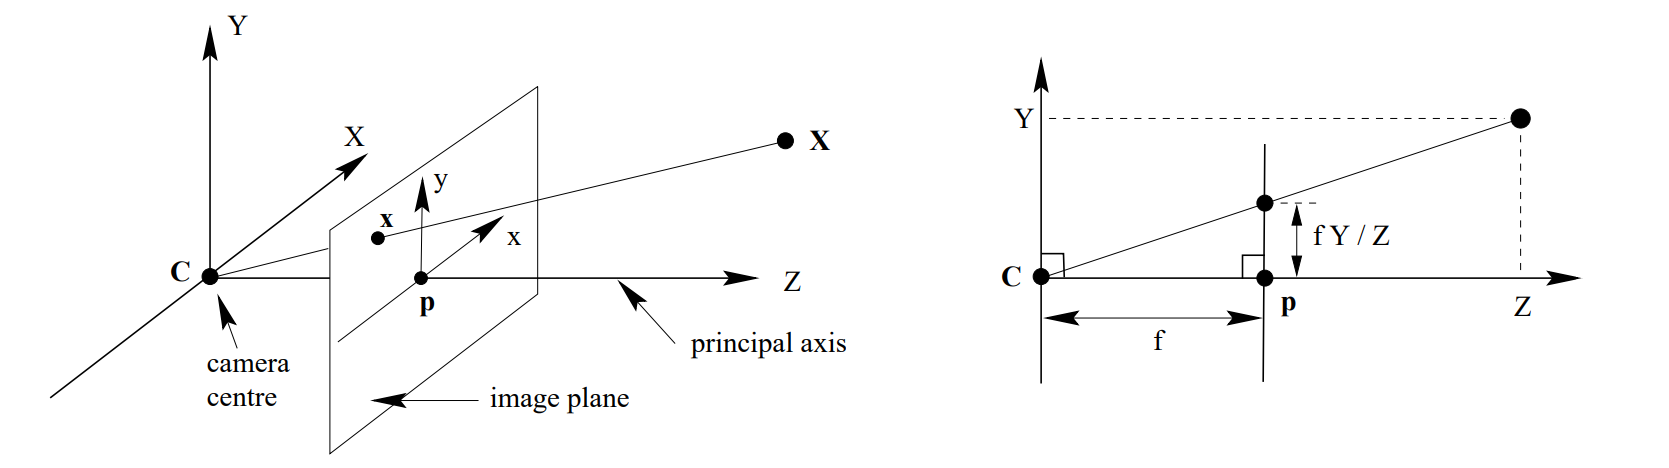 Y
X
X
y
x
x
C
Z
p
principal axis
camera
centre
image plane
Y
f Y / Z
C
p
Z
f